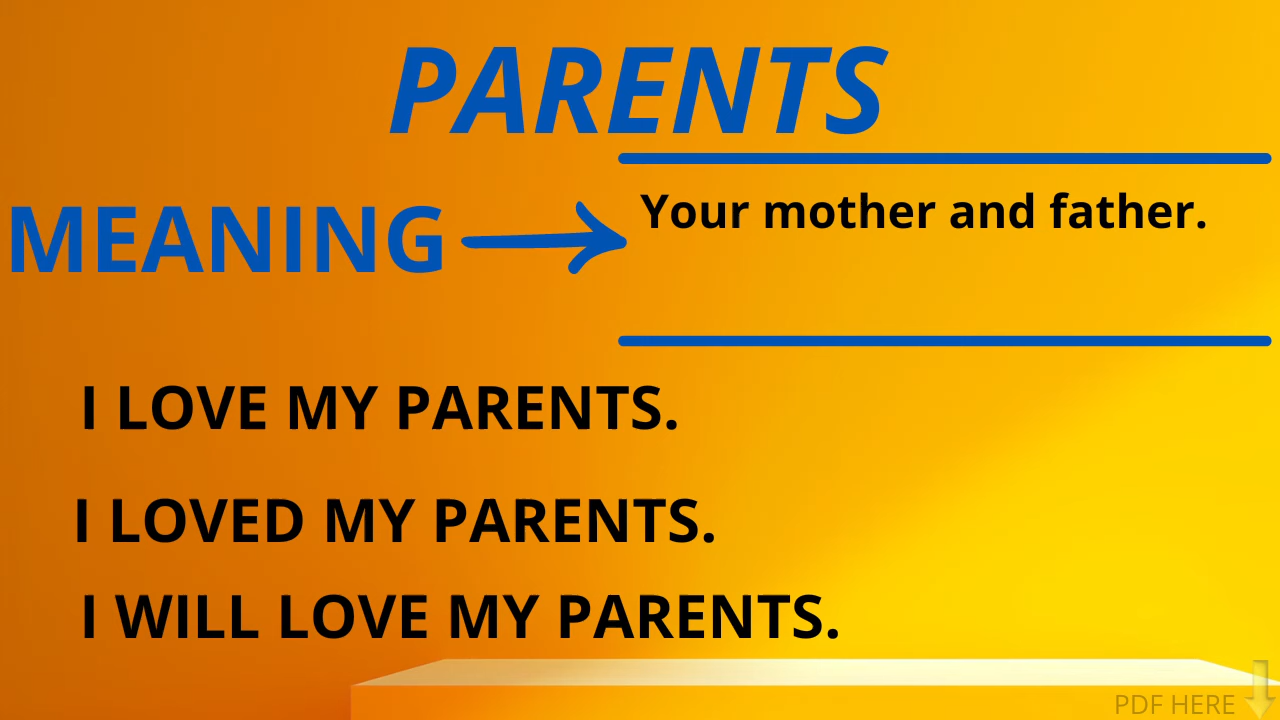 PARENTS
MEANING
Your mother and father.
I LOVE MY PARENTS.
I LOVED MY PARENTS.
I WILL LOVE MY PARENTS.
PDF HERE